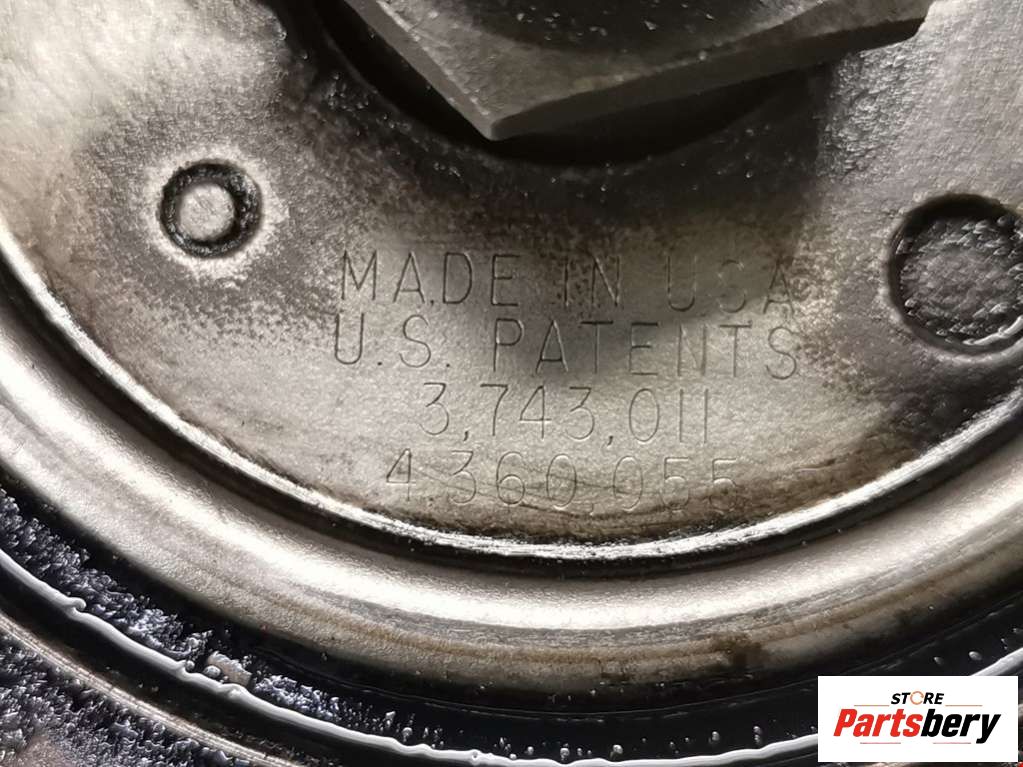 MADE IN USA
U.S. PATENTS
3,743,011
4,360,055
STORE
Partsbery